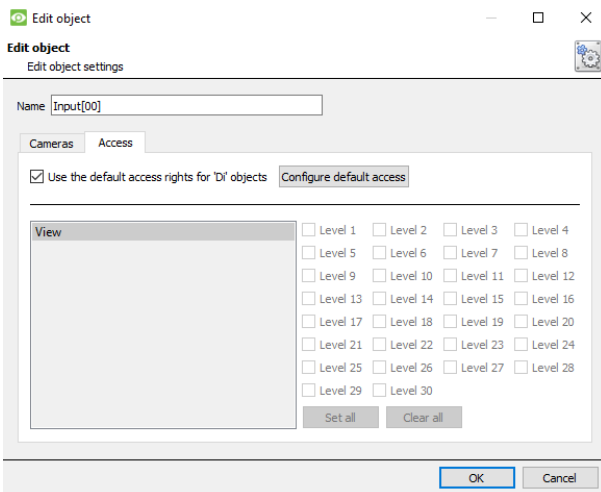 Edit object
Edit object
Edit object settings
Name Input[00]
Cameras Access
Use the default access rights for 'Di' objects Configure default access
View
Level 1 Level 2 Level 3 Level 4
Level 5 Level 6 Level 7 Level 8
Level 9 Level 10 Level 11 Level 12
Level 13 Level 14 Level 15 Level 16
Level 17 Level 18 Level 19 Level 20
Level 21 Level 22 Level 23 Level 24
Level 25 Level 26 Level 27 Level 28
Level 29 Level 30
Set all Clear all
OK Cancel